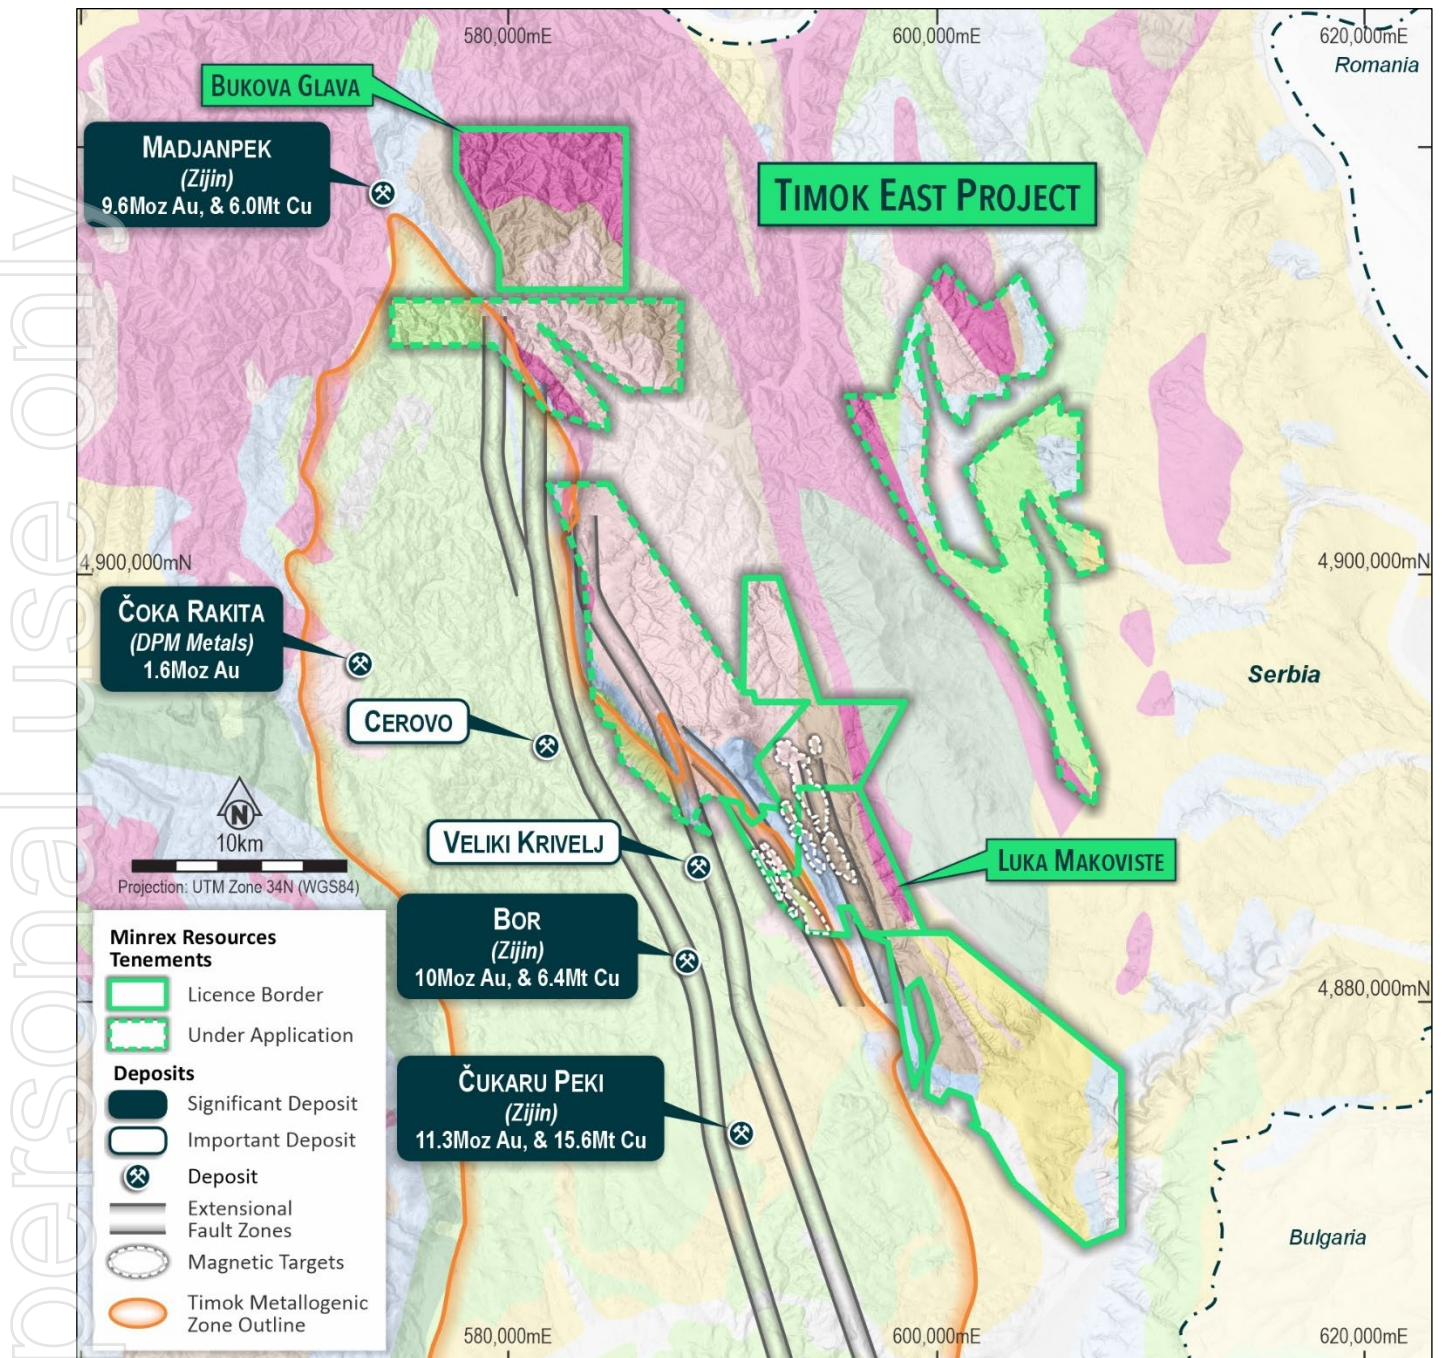 580,000mE
600,000mE
620,000mE
Romania
BUKOVA GLAVA
MADJANPEK
(Zijin)
9.6Moz Au, & 6.0Mt Cu
TIMOK EAST PROJECT
4,900,000mN
4,900,000mN
ČOKA RAKITA
(DPM Metals)
1.6Moz Au
Serbia
CEROVO
N
10km
Projection: UTM Zone 34N (WGS84)
VELIKI KRIVELJ
LUKA MAKOVISTE
BOR
(Zijin)
10Moz Au, & 6.4Mt Cu
4,880,000mN
ČUKARU PEKI
(Zijin)
11.3Moz Au, & 15.6Mt Cu
Bulgaria
Minrex Resources
Tenements
Licence Border
Under Application
Deposits
Significant Deposit
Important Deposit
Deposit
Extensional
Fault Zones
Magnetic Targets
Timok Metallogenic
Zone Outline
580,000mE
600,000mE
620,000mE
personal use only